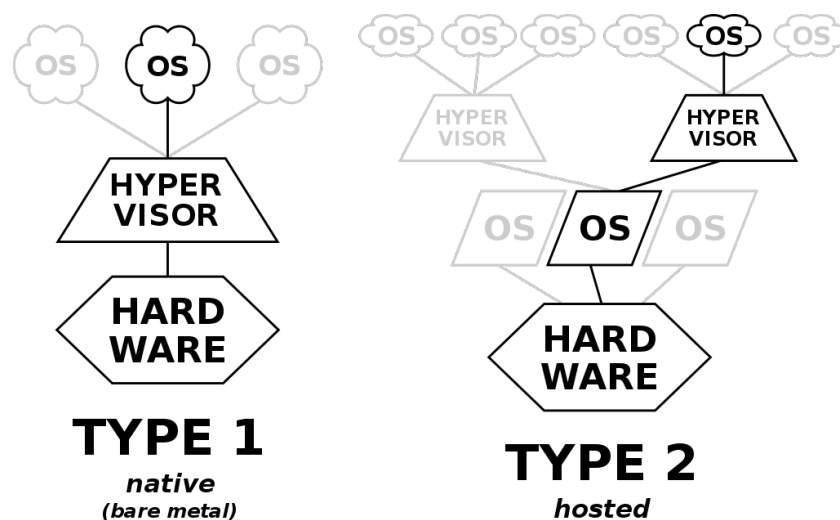 OS OS OS
HYPER
VISOR
HARD
WARE
TYPE 1
native
(bare metal)
OS OS OS OS OS OS
HYPER
VISOR
HYPER
VISOR
OS OS OS
HARD
WARE
TYPE 2
hosted